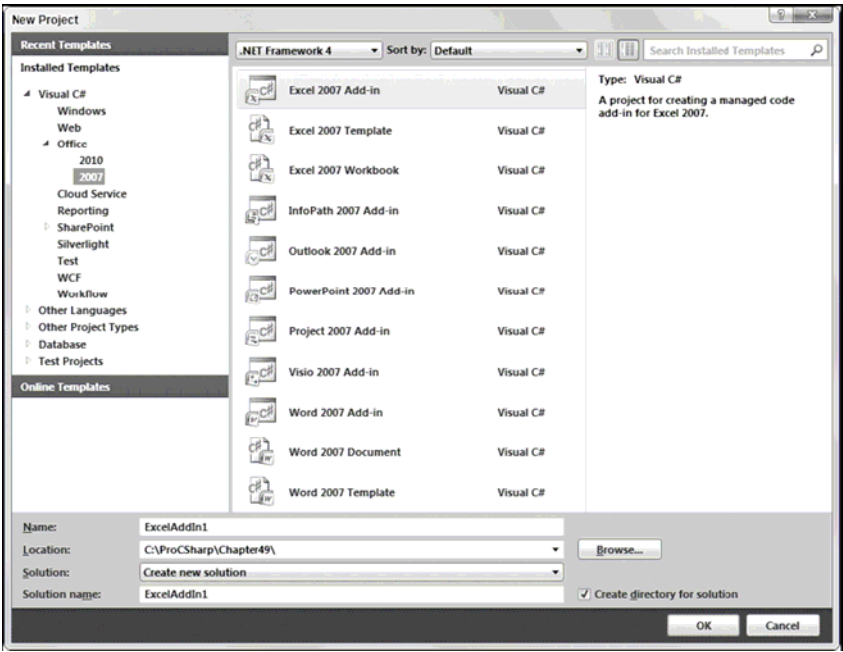 New Project
Recent Templates
Installed Templates
Visual C#
Windows
Web
Office
2010
2007
Cloud Service
Reporting
SharePoint
Silverlight
Test
WCF
Workflow
Other Languages
Other Project Types
Database
Test Projects
Online Templates
.NET Framework 4 Sort by: Default Search Installed Templates
Excel 2007 Add-in Visual C#
Excel 2007 Template Visual C#
Excel 2007 Workbook Visual C#
InfoPath 2007 Add-in Visual C#
Outlook 2007 Add-in Visual C#
PowerPoint 2007 Add-in Visual C#
Project 2007 Add-in Visual C#
Visio 2007 Add-in Visual C#
Word 2007 Add-in Visual C#
Word 2007 Document Visual C#
Word 2007 Template Visual C#
Type: Visual C#
A project for creating a managed code
add-in for Excel 2007.
Name: ExcelAddIn1
Location: C:\ProCSharp\Chapter49\ Browse...
Solution: Create new solution
Solution name: ExcelAddIn1 Create directory for solution
OK Cancel